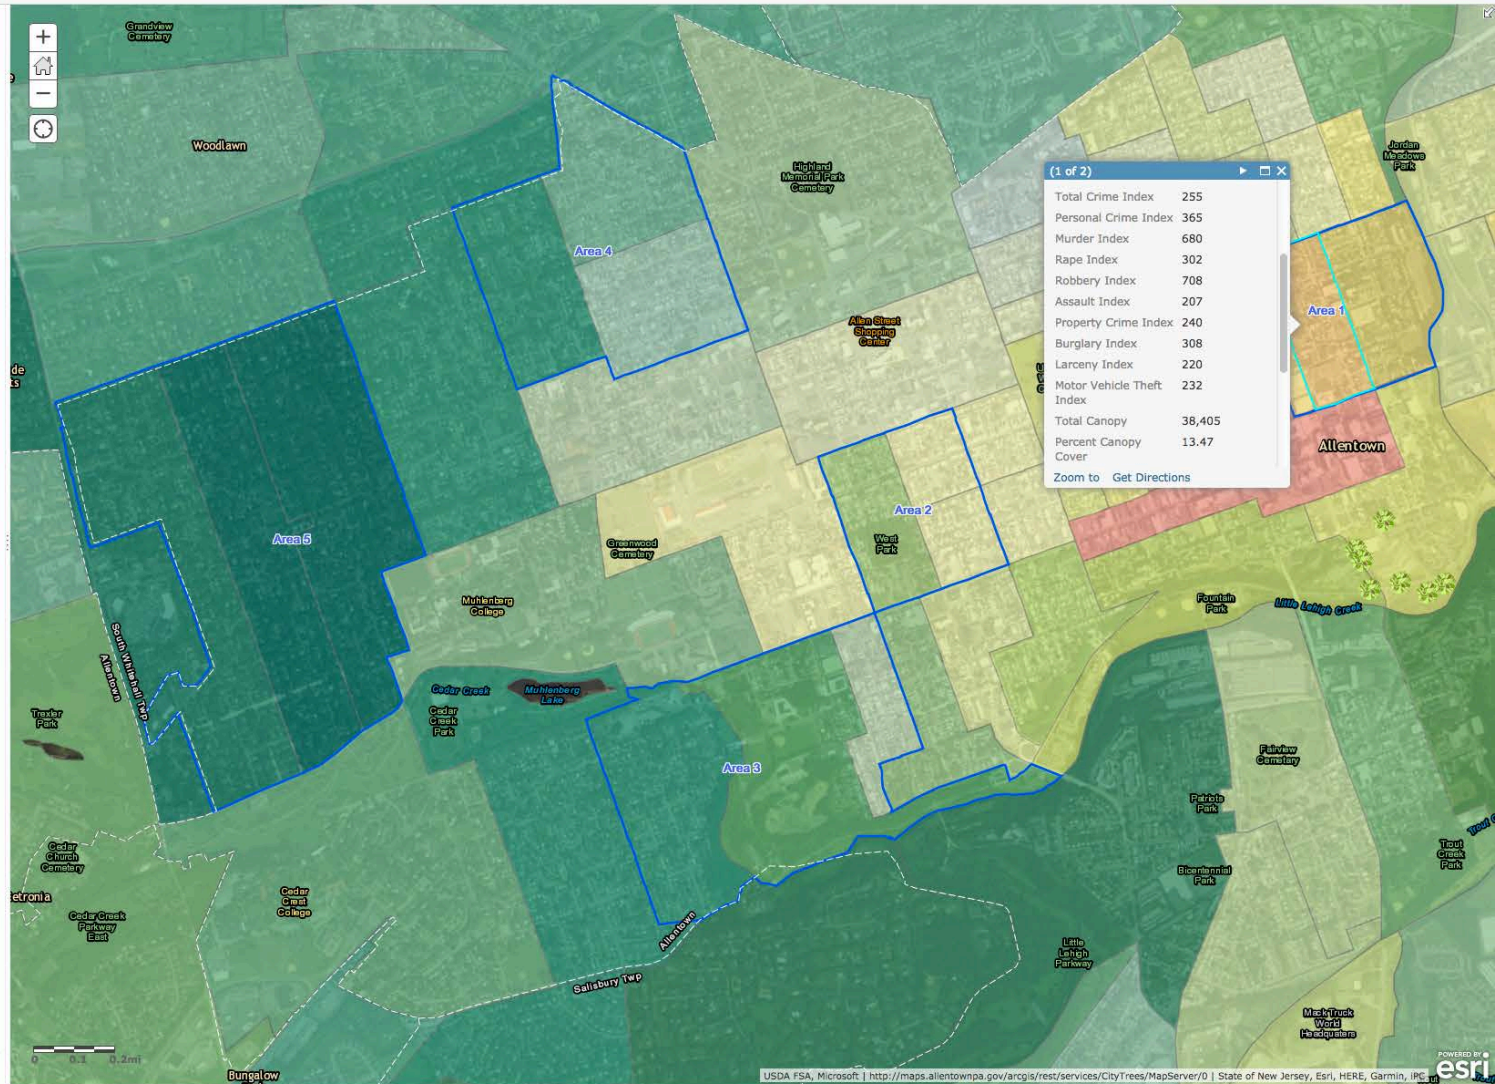 Grandview
Cemetery
Woodlawn
Highland
Memorial Park
Cemetery
Jordan
Meadows
Park
(1 of 2)
Total Crime Index 255
Personal Crime Index 365
Murder Index 680
Rape Index 302
Robbery Index 708
Assault Index 207
Property Crime Index 240
Burglary Index 308
Larceny Index 220
Motor Vehicle Theft
Index
232
Total Canopy 38,405
Percent Canopy
Cover
13.47
Zoom to Get Directions
Area 4
Area 1
Allen Street
Shopping
Center
Allentown
Area 2
Area 5
West
Park
Greenwood
Cemetery
Muhlenberg
College
Fountain
Park
Little Lehigh Creek
South Whitehall Twp
Allentown
Cedar Creek
Muhlenberg
Lake
Cedar
Creek
Park
Trexler
Park
Area 3
Fairview
Cemetary
Patriots
Park
Cedar
Church
Cemetery
Trout
Creek
Park
Bicentennial
Park
etronia
Cedar
Crest
College
Cedar Creek
Parkway
East
Allentown
Salisbury Twp
Little
Lehigh
Parkway
Mack Truck
World
Headquaters
0 0.1 0.2mi
Bungalow
POWERED BY
esri
USDA FSA, Microsoft | http://maps.allentownpa.gov/arcgis/rest/services/CityTrees/MapServer/0 | State of New Jersey, Esri, HERE, Garmin, iPC